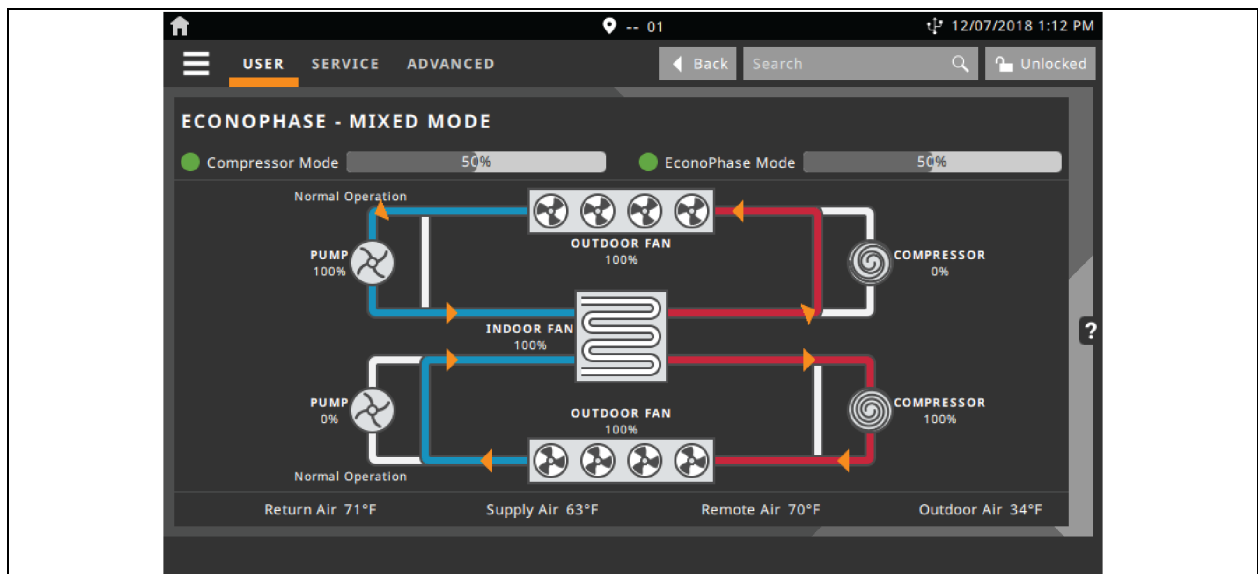 -- 01
12/07/2018 1:12 PM
USER SERVICE ADVANCED Back Search Unlocked
ECONOPHASE - MIXED MODE
Compressor Mode 50% EconoPhase Mode 50%
Normal Operation
OUTDOOR FAN
100%
PUMP
100%
COMPRESSOR
0%
INDOOR FAN
100%
?
PUMP
0%
OUTDOOR FAN
100%
COMPRESSOR
100%
Normal Operation
Return Air 71°F Supply Air 63°F Remote Air 70°F Outdoor Air 34°F